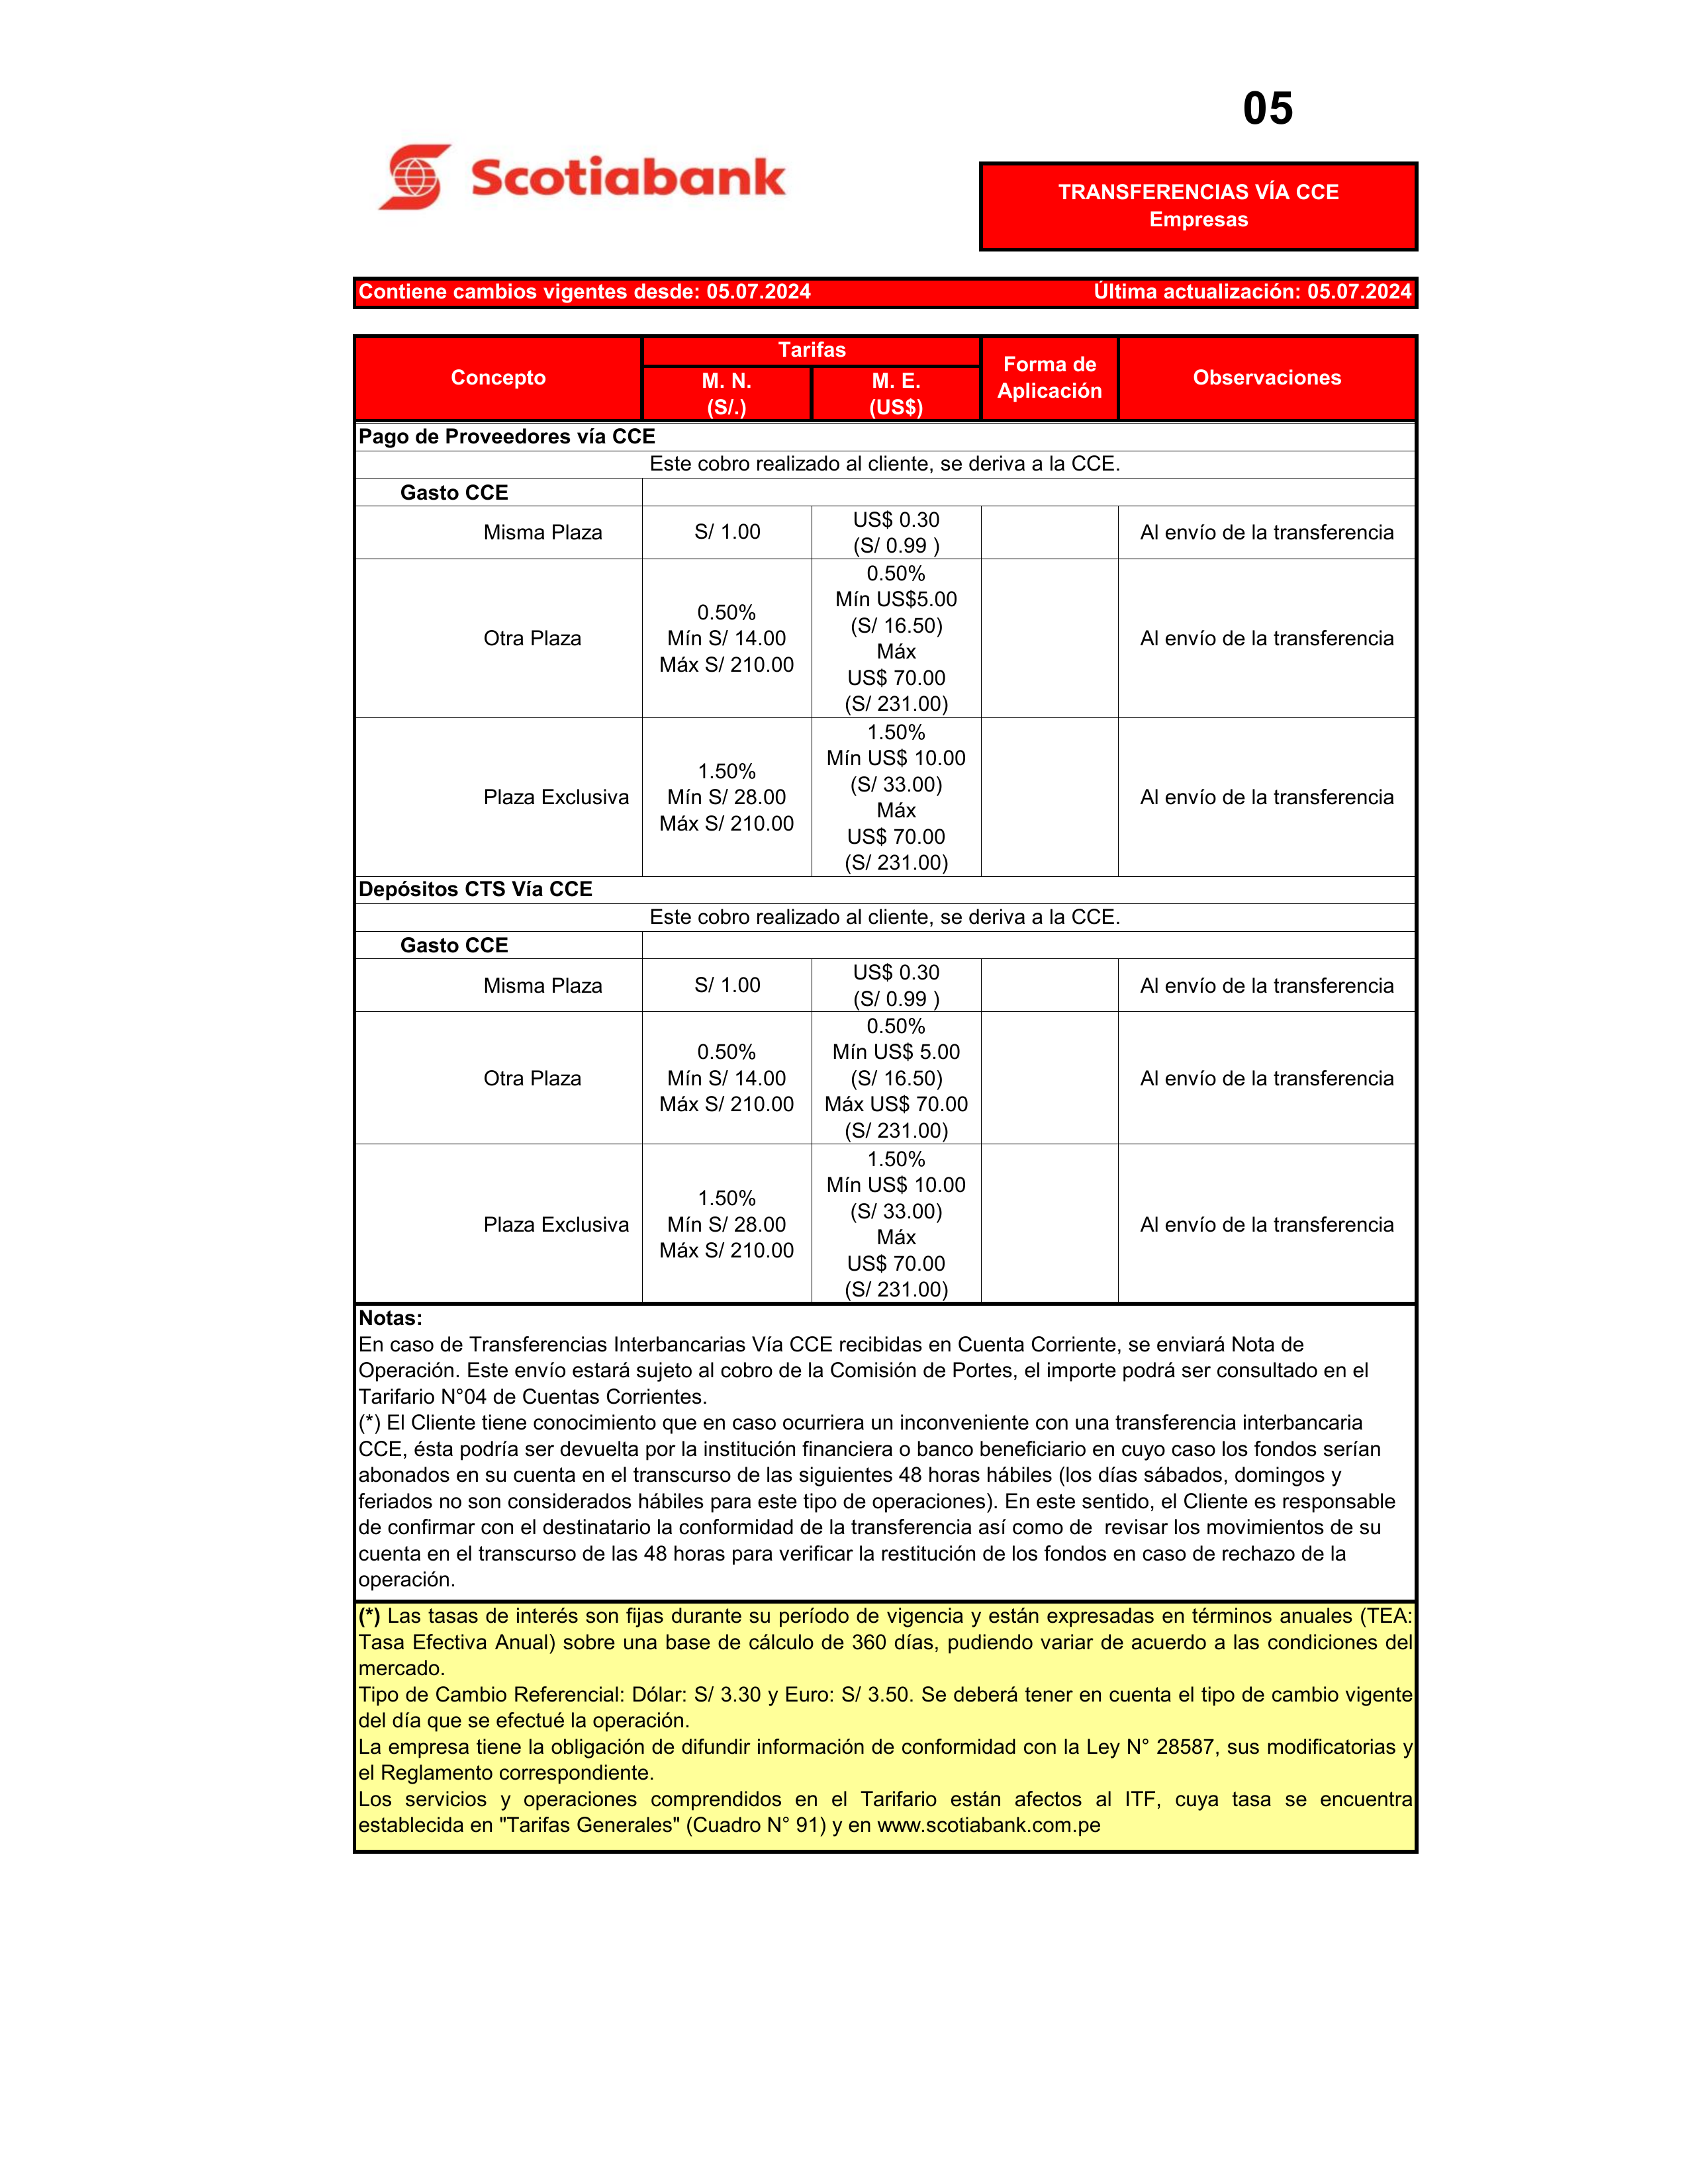 05
Scotiabank
TRANSFERENCIAS VÍA CCE
Empresas
Contiene cambios vigentes desde: 05.07.2024 Última actualización: 05.07.2024
Concepto
Tarifas
M. N.
(S/.)
M. E.
(US$)
Forma de
Aplicación
Observaciones
Pago de Proveedores vía CCE
Este cobro realizado al cliente, se deriva a la CCE.
Gasto CCE
Misma Plaza
S/ 1.00
US$ 0.30
(S/ 0.99 )
Al envío de la transferencia
Otra Plaza
0.50%
Mín S/ 14.00
Máx S/ 210.00
0.50%
Mín US$5.00
(S/ 16.50)
Máx
US$ 70.00
(S/ 231.00)
Al envío de la transferencia
Plaza Exclusiva
1.50%
Mín S/ 28.00
Máx S/ 210.00
1.50%
Mín US$ 10.00
(S/ 33.00)
Máx
US$ 70.00
(S/ 231.00)
Al envío de la transferencia
Depósitos CTS Vía CCE
Este cobro realizado al cliente, se deriva a la CCE.
Gasto CCE
Misma Plaza
S/ 1.00
US$ 0.30
(S/ 0.99 )
Al envío de la transferencia
Otra Plaza
0.50%
Mín S/ 14.00
Máx S/ 210.00
0.50%
Mín US$ 5.00
(S/ 16.50)
Máx US$ 70.00
(S/ 231.00)
Al envío de la transferencia
Plaza Exclusiva
1.50%
Mín S/ 28.00
Máx S/ 210.00
1.50%
Mín US$ 10.00
(S/ 33.00)
Máx
US$ 70.00
(S/ 231.00)
Al envío de la transferencia
Notas:
En caso de Transferencias Interbancarias Vía CCE recibidas en Cuenta Corriente, se enviará Nota de
Operación. Este envío estará sujeto al cobro de la Comisión de Portes, el importe podrá ser consultado en el
Tarifario N°04 de Cuentas Corrientes.
(*) El Cliente tiene conocimiento que en caso ocurriera un inconveniente con una transferencia interbancaria
CCE, ésta podría ser devuelta por la institución financiera o banco beneficiario en cuyo caso los fondos serían
abonados en su cuenta en el transcurso de las siguientes 48 horas hábiles (los días sábados, domingos y
feriados no son considerados hábiles para este tipo de operaciones). En este sentido, el Cliente es responsable
de confirmar con el destinatario la conformidad de la transferencia así como de  revisar los movimientos de su
cuenta en el transcurso de las 48 horas para verificar la restitución de los fondos en caso de rechazo de la
operación.
(*) Las tasas de interés son fijas durante su período de vigencia y están expresadas en términos anuales (TEA:
Tasa Efectiva Anual) sobre una base de cálculo de 360 días, pudiendo variar de acuerdo a las condiciones del
mercado.
Tipo de Cambio Referencial: Dólar: S/ 3.30 y Euro: S/ 3.50. Se deberá tener en cuenta el tipo de cambio vigente
del día que se efectué la operación.
La empresa tiene la obligación de difundir información de conformidad con la Ley N° 28587, sus modificatorias y
el Reglamento correspondiente.
Los servicios y operaciones comprendidos en el Tarifario están afectos al ITF, cuya tasa se encuentra
establecida en "Tarifas Generales" (Cuadro N° 91) y en www.scotiabank.com.pe